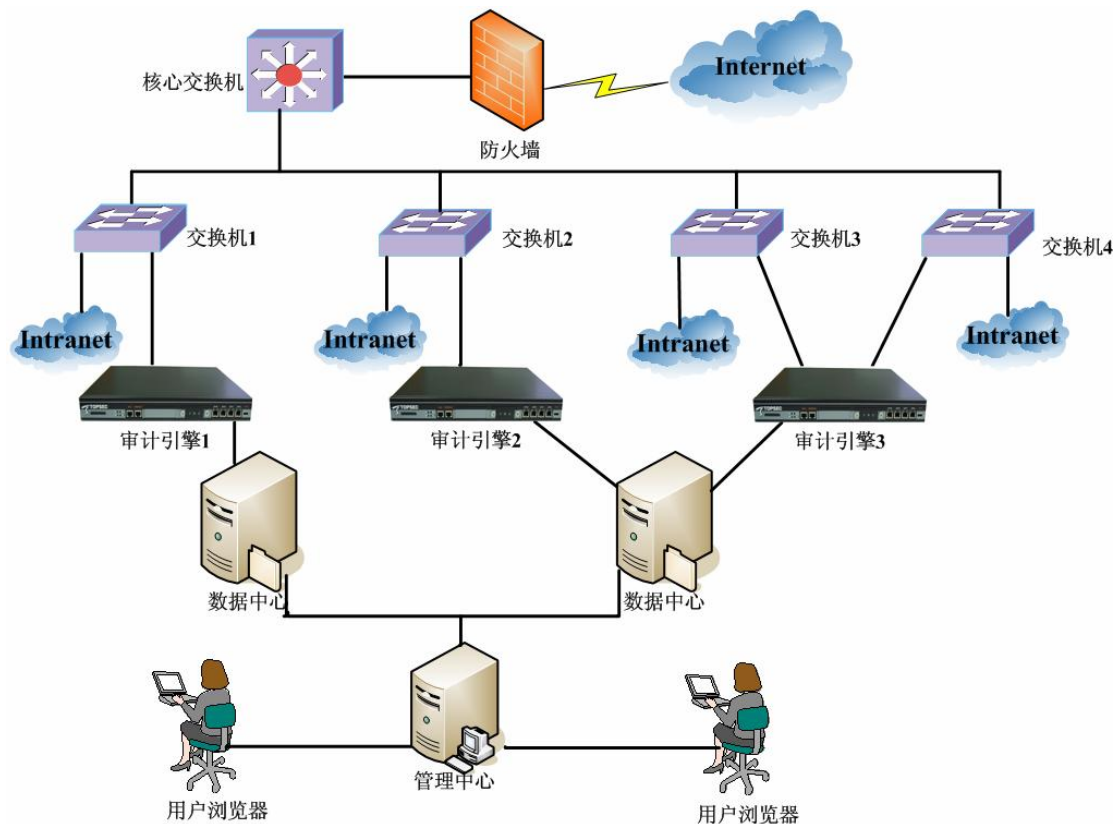 核心交换机
Internet
防火墙
交换机1
交换机2
交换机3
交换机4
Intranet
Intranet
Intranet
Intranet
TOPSEC
TOPSEC
TOPSEC
审计引擎1
审计引擎2
审计引擎3
数据中心
数据中心
管理中心
用户浏览器
用户浏览器